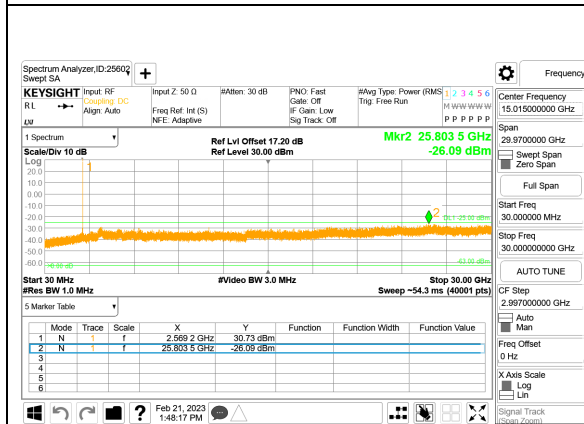 Spectrum Analyzer,ID:25602
Swept SA
+
Frequency
KEYSIGHT Input: RF Input Z: 50 Ω #Atten: 30 dB PNO: Fast #Avg Type: Power (RMS 1 2 3 4 5 6
RL Coupling: DC Gate: Off Trig: Free Run M W W W W W
Align: Auto Freq Ref: Int (S) IF Gain: Low
NFE: Adaptive Sig Track: Off P P P P P P
Center Frequency
15.015000000 GHz
Span
29.9700000 GHz
Swept Span
Zero Span
Full Span
Start Freq
30.000000 MHz
Stop Freq
30.000000000 GHz
AUTO TUNE
CF Step
2.997000000 GHz
Auto
Man
Freq Offset
0 Hz
X Axis Scale
Log
Lin
Signal Track
(Span Zoom)
1 Spectrum
Ref Lvl Offset 17.20 dB Mkr2 25.803 5 GHz
Scale/Div 10 dB Ref Level 30.00 dBm -26.09 dBm
Log
1
20.0
10.0
0.00
-10.0
2
DL1 -25.00 dBm
-20.0
-30.0
-40.0
-50.0
-60.0
Start 30 MHz #Video BW 3.0 MHz Stop 30.00 GHz
#Res BW 1.0 MHz Sweep ~54.3 ms (40001 pts)
5 Marker Table
Mode Trace Scale X Y Function Function Width Function Value
1 N 1 f 2.569 2 GHz 30.73 dBm
2 N 1 f 25.803 5 GHz -26.09 dBm
3
4
5
6
?
Feb 21, 2023
1:48:17 PM